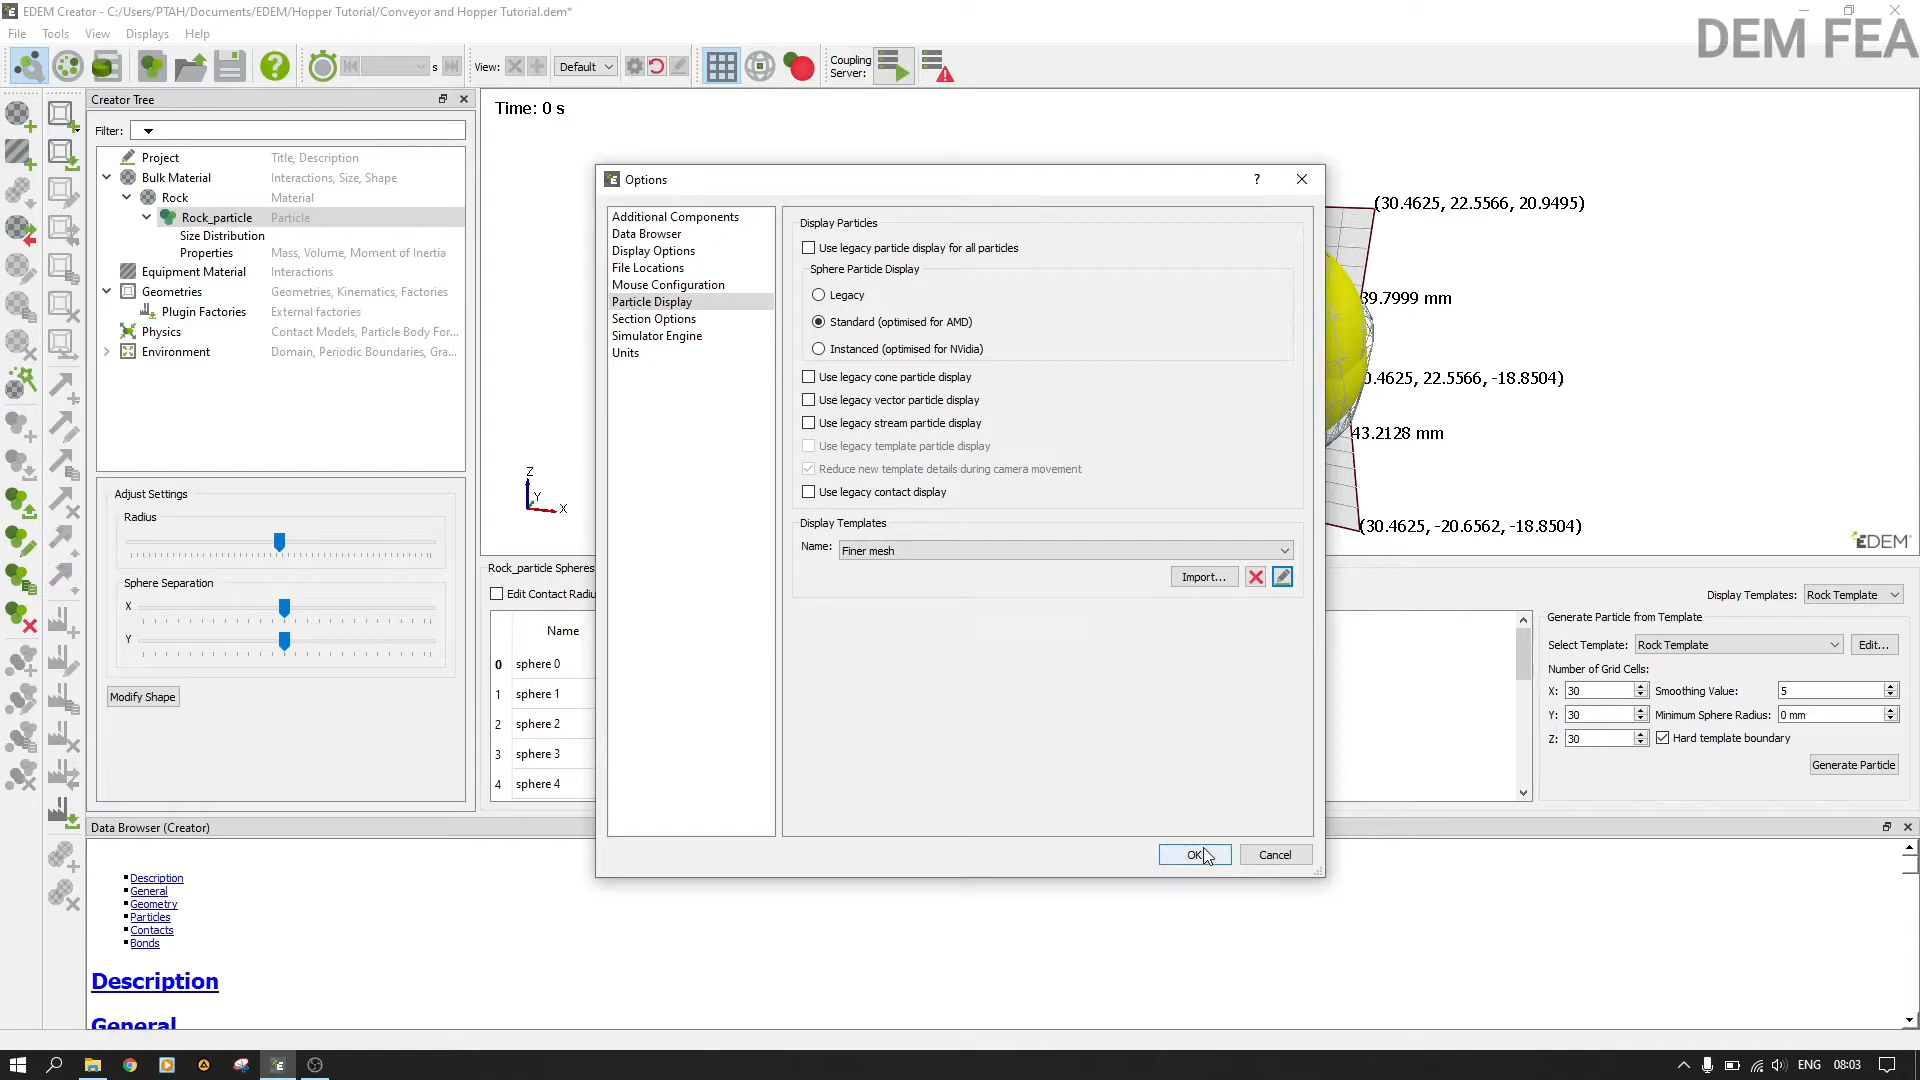 EDEM Creator - C:/Users/PTAH/Documents/EDEM/Hopper Tutorial/Conveyor and Hopper Tutorial.dem*
DEM FEA
File Tools View Displays Help
s
View:
Default
Coupling
Server:
Creator Tree
Filter:
Project Title, Description
Bulk Material Interactions, Size, Shape
Rock Material
Rock_particle Particle
Size Distribution
Properties Mass, Volume, Moment of Inertia
Equipment Material Interactions
Geometries Geometries, Kinematics, Factories
Plugin Factories External factories
Physics Contact Models, Particle Body For...
Environment Domain, Periodic Boundaries, Gra...
Adjust Settings
Radius
Sphere Separation
X
Y
Modify Shape
Time: 0 s
Z
Y
X
(30.4625, 22.5566, 20.9495)
39.7999 mm
0.4625, 22.5566, -18.8504)
43.2128 mm
(30.4625, -20.6562, -18.8504)
EDEM
Options
?
Additional Components
Data Browser
Display Options
File Locations
Mouse Configuration
Particle Display
Section Options
Simulator Engine
Units
Display Particles
Use legacy particle display for all particles
Sphere Particle Display
Legacy
Standard (optimised for AMD)
Instanced (optimised for NVidia)
Use legacy cone particle display
Use legacy vector particle display
Use legacy stream particle display
Use legacy template particle display
Reduce new template details during camera movement
Use legacy contact display
Display Templates
Name: Finer mesh
Import...
OK
Cancel
Rock_particle Spheres
Edit Contact Radiu
Name
0 sphere 0
1 sphere 1
2 sphere 2
3 sphere 3
4 sphere 4
Display Templates: Rock Template
Generate Particle from Template
Select Template: Rock Template Edit...
Number of Grid Cells:
X: 30 Smoothing Value: 5
Y: 30 Minimum Sphere Radius: 0 mm
Z: 30 Hard template boundary
Generate Particle
Data Browser (Creator)
Description
General
Geometry
Particles
Contacts
Bonds
Description
General
ENG 08:03